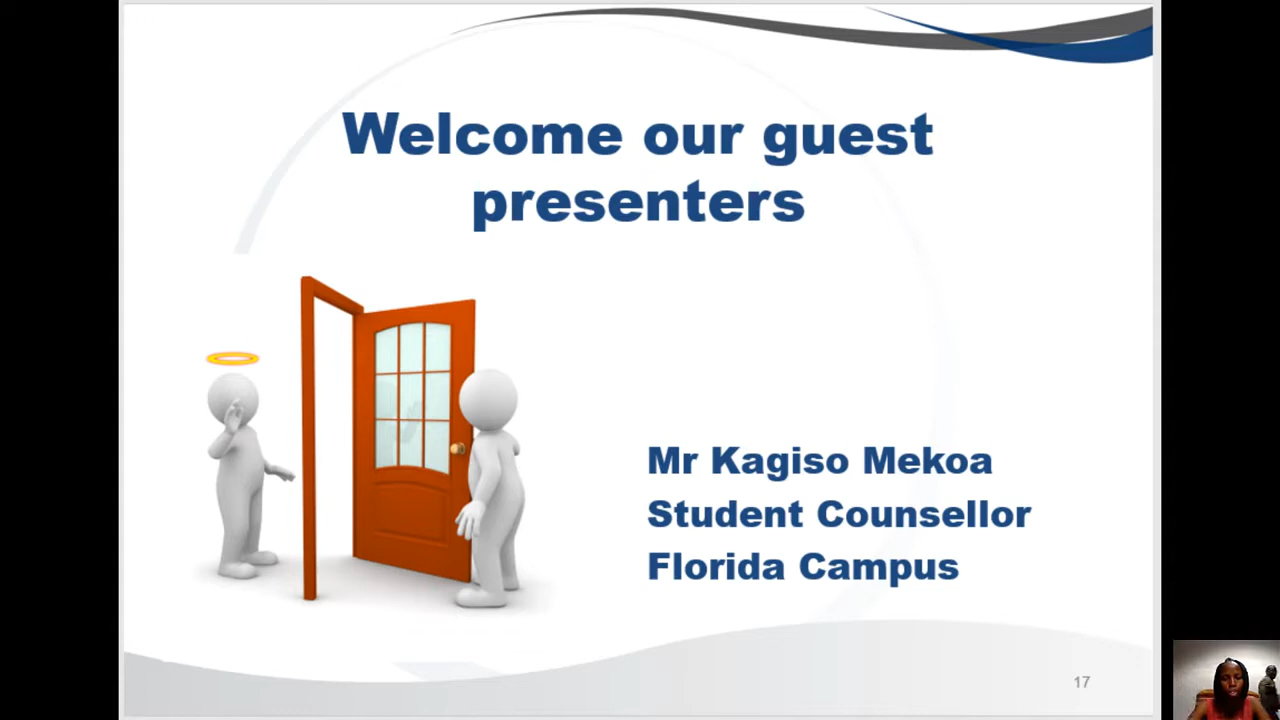 Welcome our guest
presenters
Mr Kagiso Mekoa
Student Counsellor
Florida Campus
17